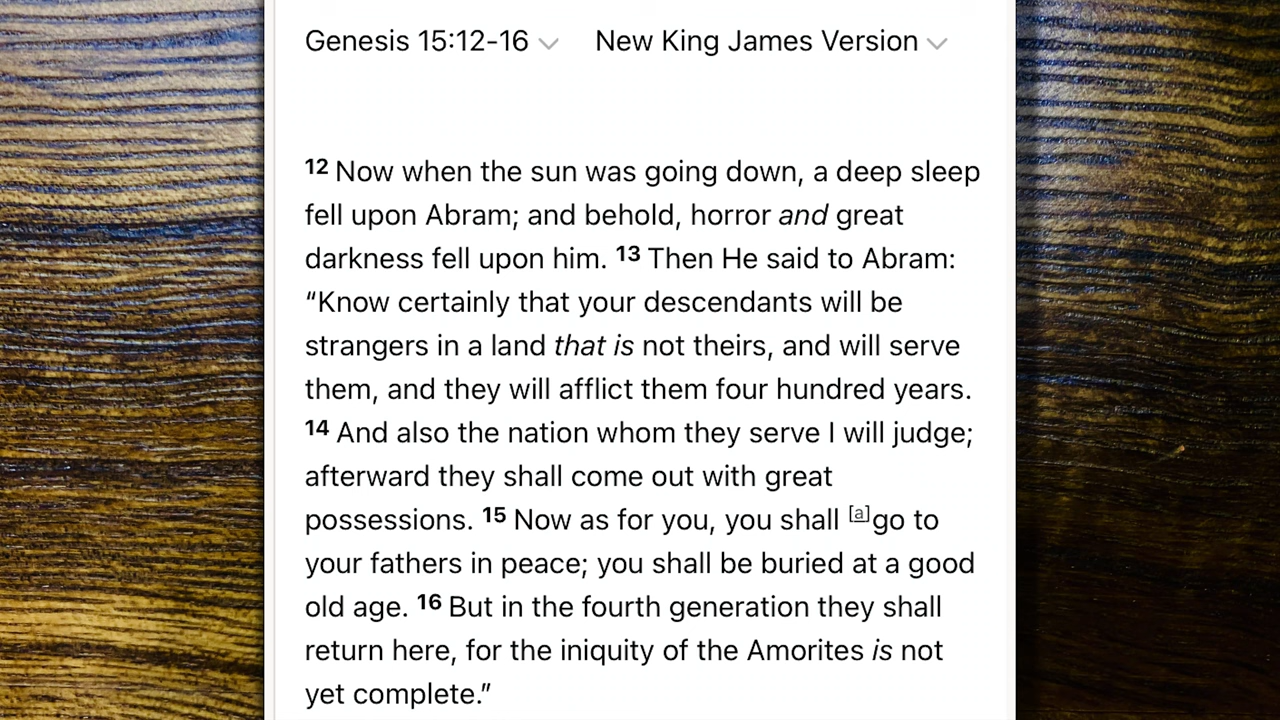 Genesis 15:12-16 New King James Version
12 Now when the sun was going down, a deep sleep
fell upon Abram; and behold, horror and great
darkness fell upon him. 13 Then He said to Abram:
“Know certainly that your descendants will be
strangers in a land that is not theirs, and will serve
them, and they will afflict them four hundred years.
14 And also the nation whom they serve I will judge;
afterward they shall come out with great
possessions. 15 Now as for you, you shall [a]go to
your fathers in peace; you shall be buried at a good
old age. 16 But in the fourth generation they shall
return here, for the iniquity of the Amorites is not
yet complete.”